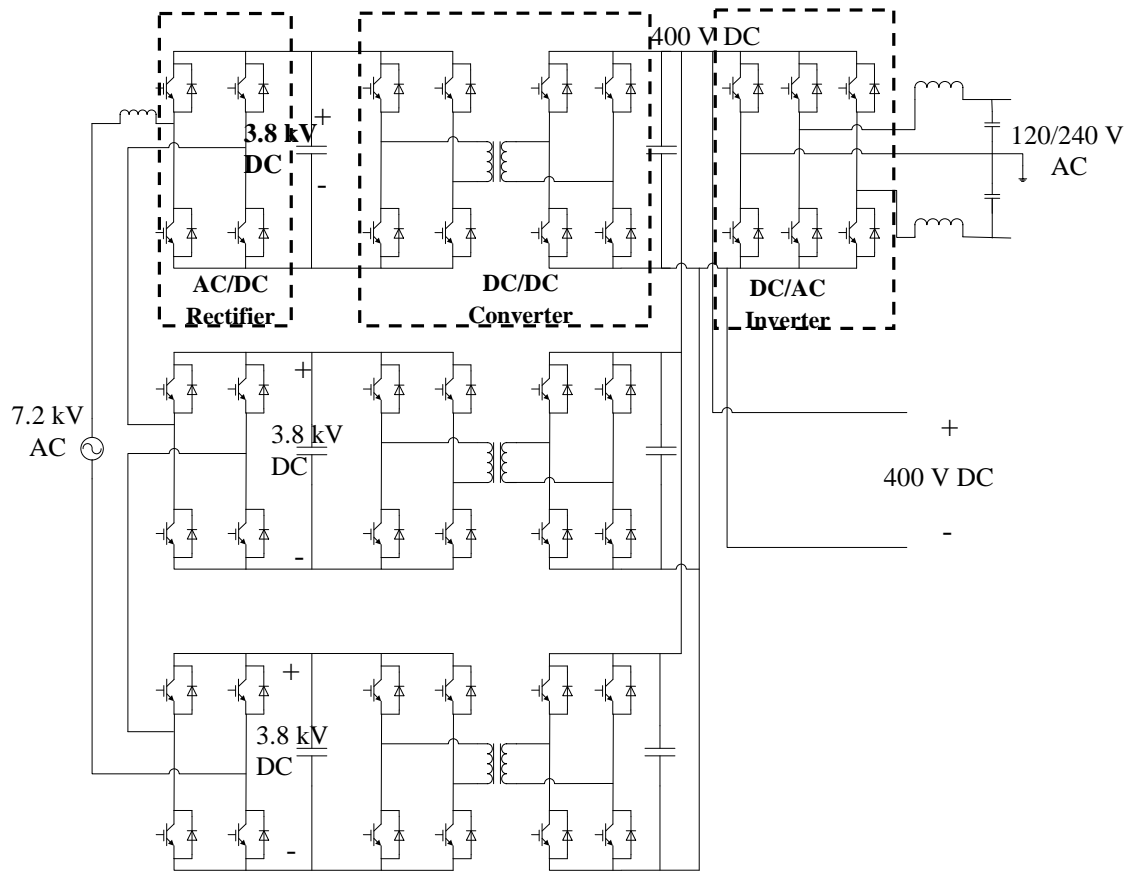 400 V DC
+
3.8 kV
DC
-
120/240 V
AC
AC/DC
Rectifier
DC/DC
Converter
DC/AC
Inverter
+
7.2 kV
AC
3.8 kV
DC
-
+
400 V DC
-
+
3.8 kV
DC
-